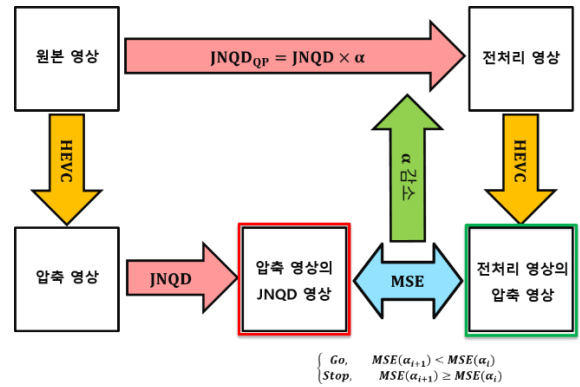 원본 영상
JNQD_QP = JNQD × α
전처리 영상
HEVC
α 감소
HEVC
압축 영상
JNQD
압축 영상의
JNQD 영상
MSE
전처리 영상의
압축 영상
{ Go, MSE(α_{i+1}) < MSE(α_i)
Stop, MSE(α_{i+1}) ≥ MSE(α_i)